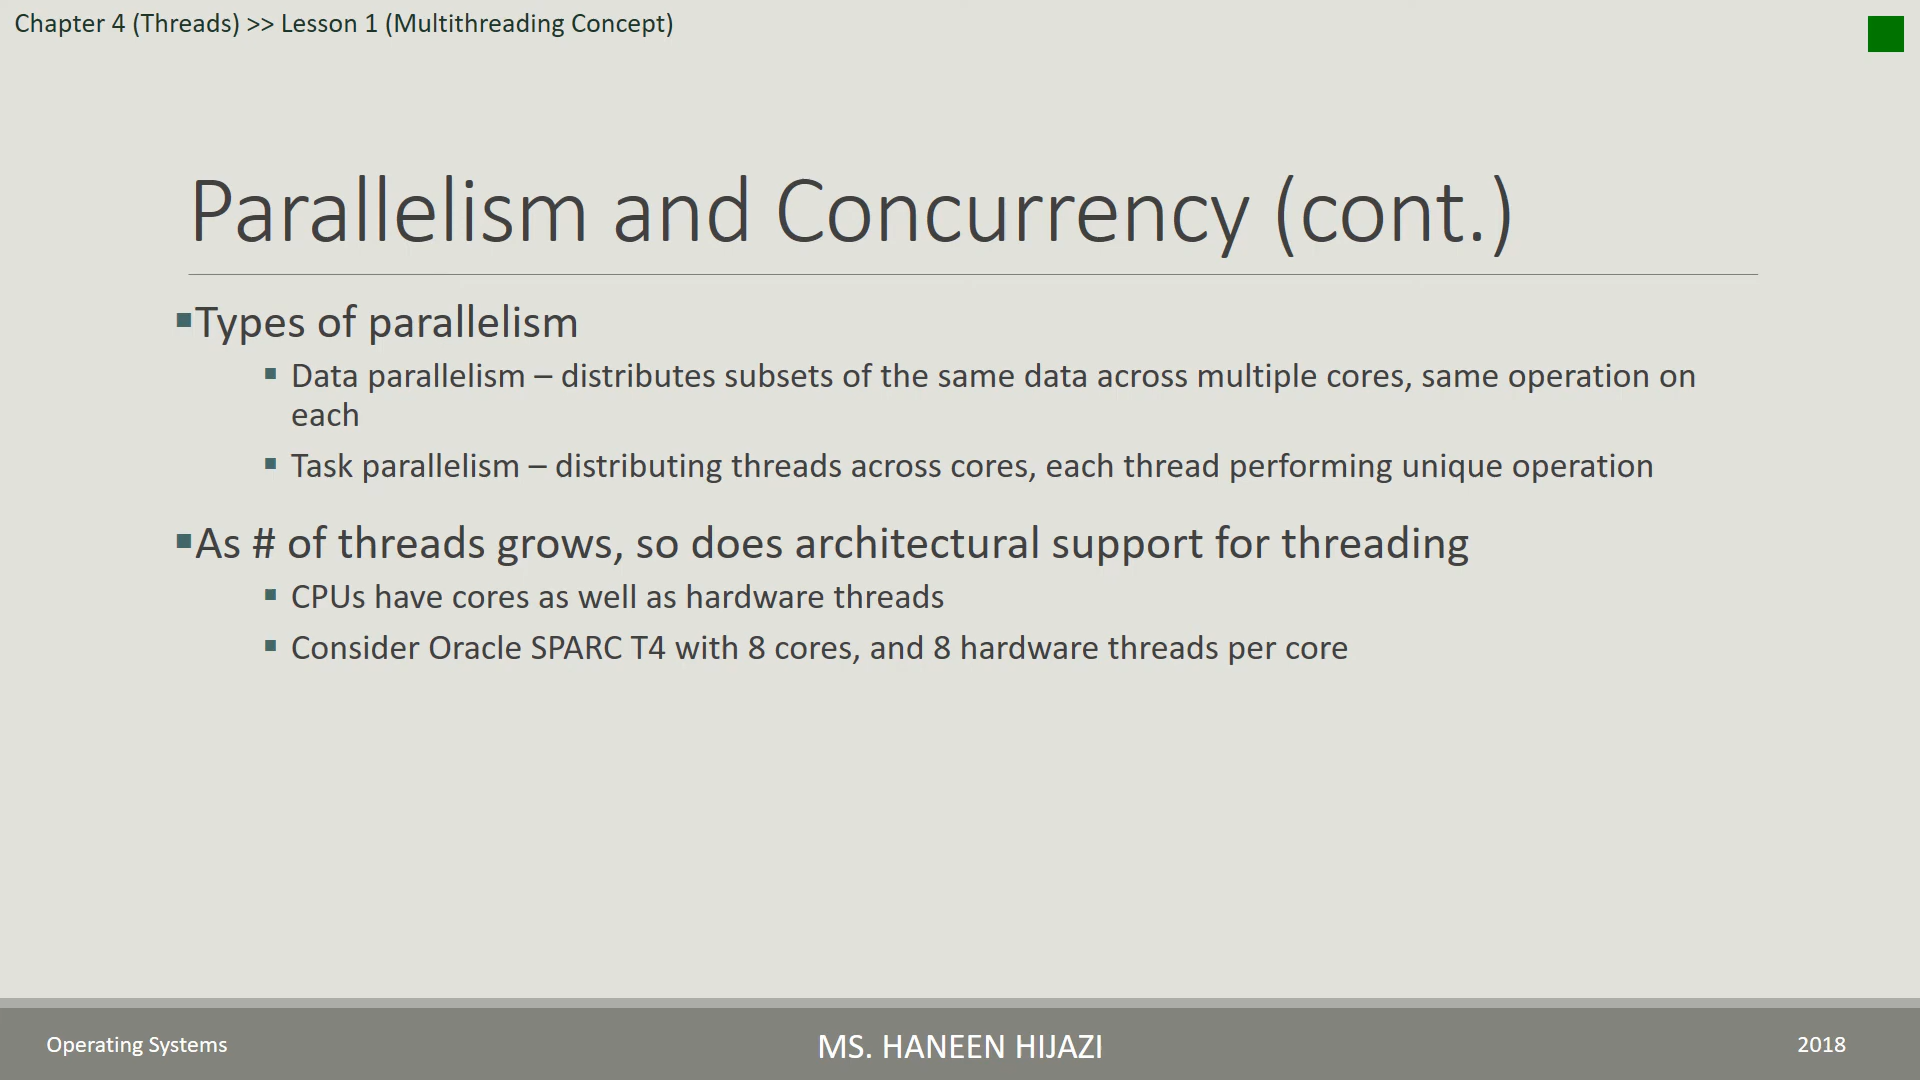 Chapter 4 (Threads) >> Lesson 1 (Multithreading Concept)
Parallelism and Concurrency (cont.)
▪Types of parallelism
▪ Data parallelism – distributes subsets of the same data across multiple cores, same operation on
each
▪ Task parallelism – distributing threads across cores, each thread performing unique operation
▪As # of threads grows, so does architectural support for threading
▪ CPUs have cores as well as hardware threads
▪ Consider Oracle SPARC T4 with 8 cores, and 8 hardware threads per core
Operating Systems
MS. HANEEN HIJAZI
2018